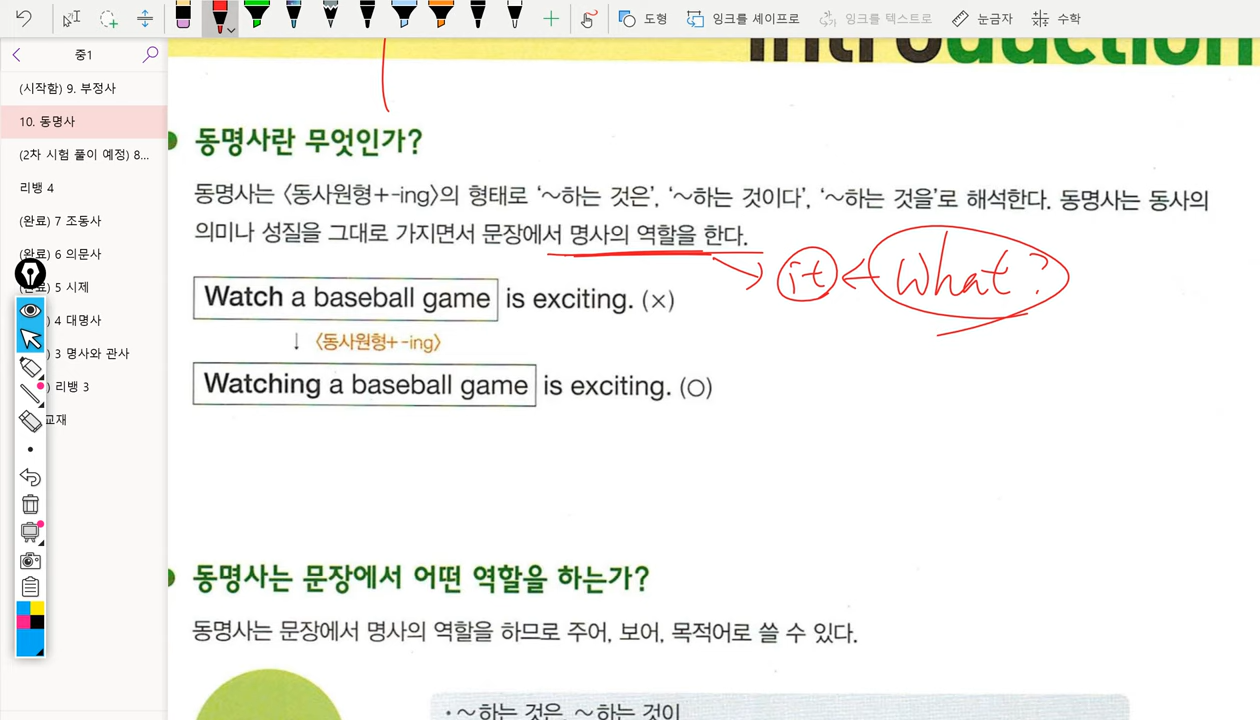 도형 잉크를 셰이프로 잉크를 텍스트로 눈금자 수학
중1
(시작함) 9. 부정사
10. 동명사
(2차 시험 풀이 예정) 8...
리뱅 4
(완료) 7 조동사
(완료) 6 의문사
) 5 시제
) 4 대명사
) 3 명사와 관사
) 리뱅 3
교재
introduction
동명사란 무엇인가?
동명사는 〈동사원형+-ing〉의 형태로 ‘~하는 것은’, ‘~하는 것이다’, ‘~하는 것을’로 해석한다. 동명사는 동사의
의미나 성질을 그대로 가지면서 문장에서 명사의 역할을 한다.
it What?
Watch a baseball game is exciting. (×)
↓ 〈동사원형+-ing〉
Watching a baseball game is exciting. (○)
동명사는 문장에서 어떤 역할을 하는가?
동명사는 문장에서 명사의 역할을 하므로 주어, 보어, 목적어로 쓸 수 있다.
· ~하는 것은, ~하는 것이